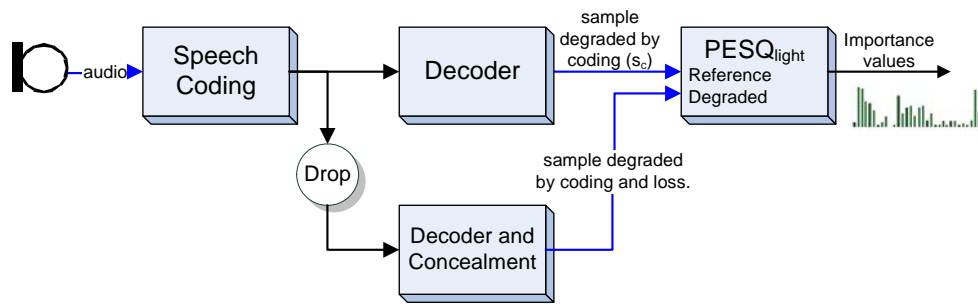 audio
Speech
Coding
Decoder
sample
degraded by
coding (sc)
PESQlight
Reference
Degraded
Importance
values
Drop
sample degraded
by coding and loss.
Decoder and
Concealment